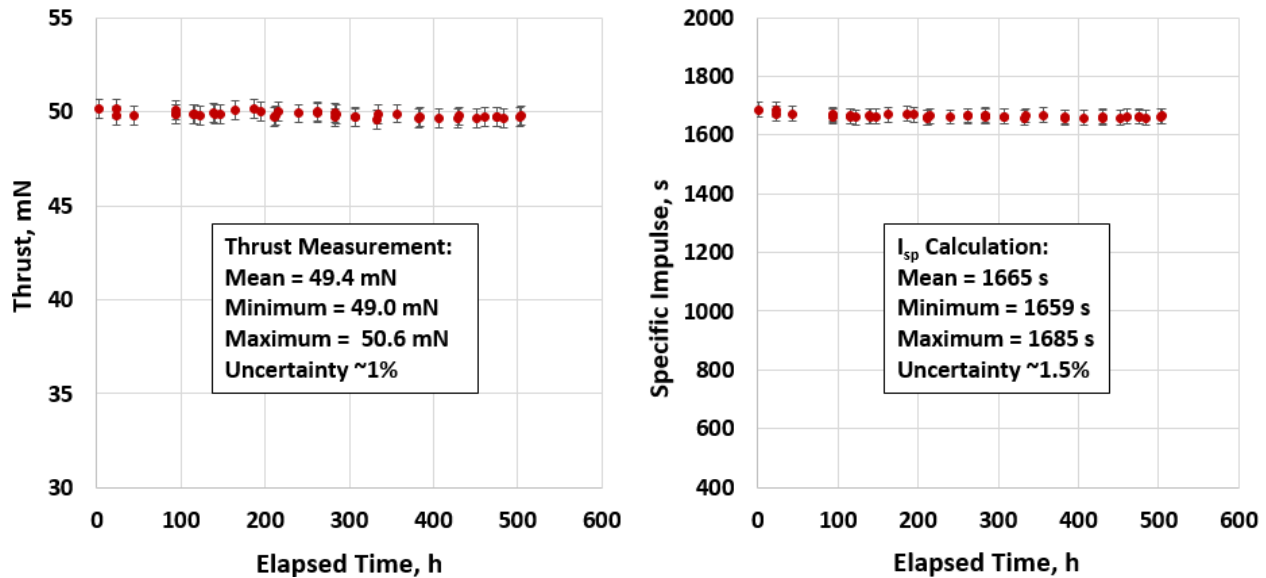 Thrust, mN
55
50
45
40
35
30
0 100 200 300 400 500 600
Elapsed Time, h
Thrust Measurement:
Mean = 49.4 mN
Minimum = 49.0 mN
Maximum = 50.6 mN
Uncertainty ~1%
Specific Impulse, s
2000
1800
1600
1400
1200
1000
800
600
400
0 100 200 300 400 500 600
Elapsed Time, h
Isp Calculation:
Mean = 1665 s
Minimum = 1659 s
Maximum = 1685 s
Uncertainty ~1.5%